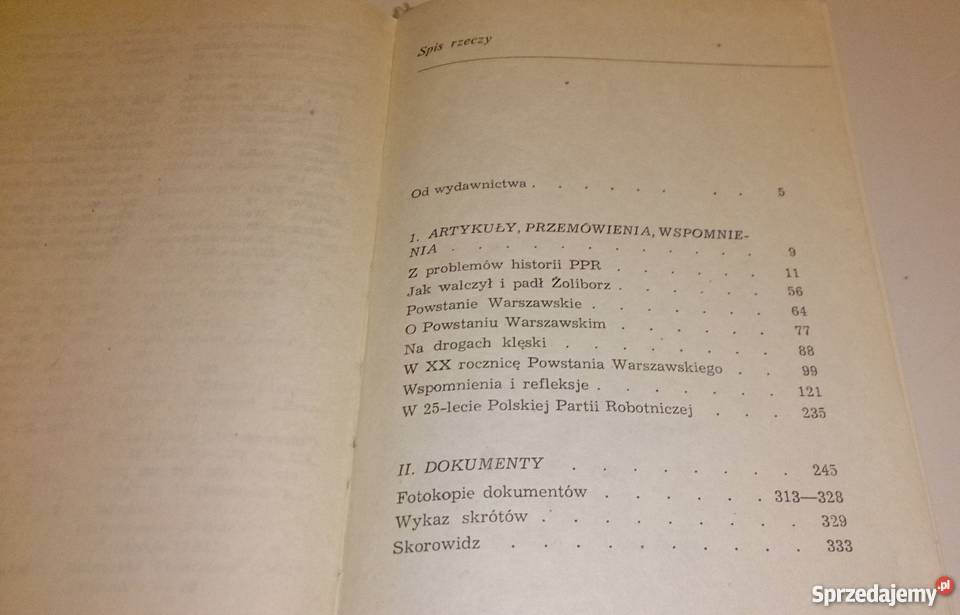 Spis rzeczy
Od wydawnictwa . . . . . . . . 5
1. ARTYKUŁY, PRZEMÓWIENIA, WSPOMNIE-
NIA . . . . . . . . . . 9
Z problemów historii PPR . . . . . 11
Jak walczył i padł Żoliborz . . . . . 56
Powstanie Warszawskie . . . . . . 64
O Powstaniu Warszawskim . . . . . 77
Na drogach klęski . . . . . . . 88
W XX rocznicę Powstania Warszawskiego . . 99
Wspomnienia i refleksje . . . . . . 121
W 25-lecie Polskiej Partii Robotniczej . . . 235
II. DOKUMENTY . . . . . . . 245
Fotokopie dokumentów . . . . . . 313—328
Wykaz skrótów . . . . . . . . 329
Skorowidz . . . . . . . . . 333
Sprzedajemy.pl